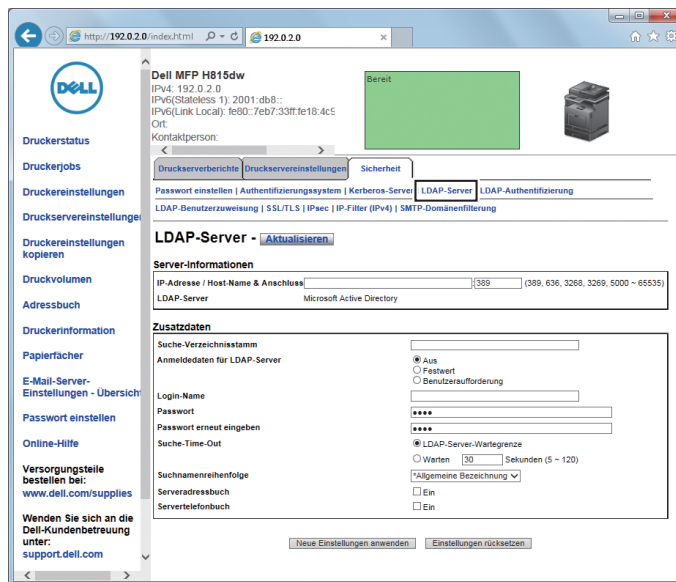 http://192.0.2.0/index.html
192.0.2.0
DELL
Druckerstatus
Druckerjobs
Druckereinstellungen
Druckservereinstellungen
Druckereinstellungen
kopieren
Druckvolumen
Adressbuch
Druckerinformation
Papierfächer
E-Mail-Server-
Einstellungen - Übersicht
Passwort einstellen
Online-Hilfe
Versorgungsteile
bestellen bei:
www.dell.com/supplies
Wenden Sie sich an die
Dell-Kundenbetreuung
unter:
support.dell.com
Dell MFP H815dw
IPv4: 192.0.2.0
IPv6(Stateless 1): 2001:db8::
IPv6(Link Local): fe80::7eb7:33ff:fe18:4c9
Ort:
Kontaktperson:
Bereit
Druckserverberichte Druckservereinstellungen Sicherheit
Passwort einstellen | Authentifizierungssystem | Kerberos-Server LDAP-Server LDAP-Authentifizierung
LDAP-Benutzerzuweisung | SSL/TLS | IPsec | IP-Filter (IPv4) | SMTP-Domänenfilterung
LDAP-Server - Aktualisieren
Server-Informationen
IP-Adresse / Host-Name & Anschluss :389 (389, 636, 3268, 3269, 5000 ~ 65535)
LDAP-Server Microsoft Active Directory
Zusatzdaten
Suche-Verzeichnisstamm
Anmeldedaten für LDAP-Server Aus
Festwert
Benutzeraufforderung
Login-Name
Passwort ••••
Passwort erneut eingeben ••••
Suche-Time-Out LDAP-Server-Wartegrenze
Warten 30 Sekunden (5 ~ 120)
Suchnamenreihenfolge *Allgemeine Bezeichnung
Serveradressbuch Ein
Servertelefonbuch Ein
Neue Einstellungen anwenden Einstellungen rücksetzen